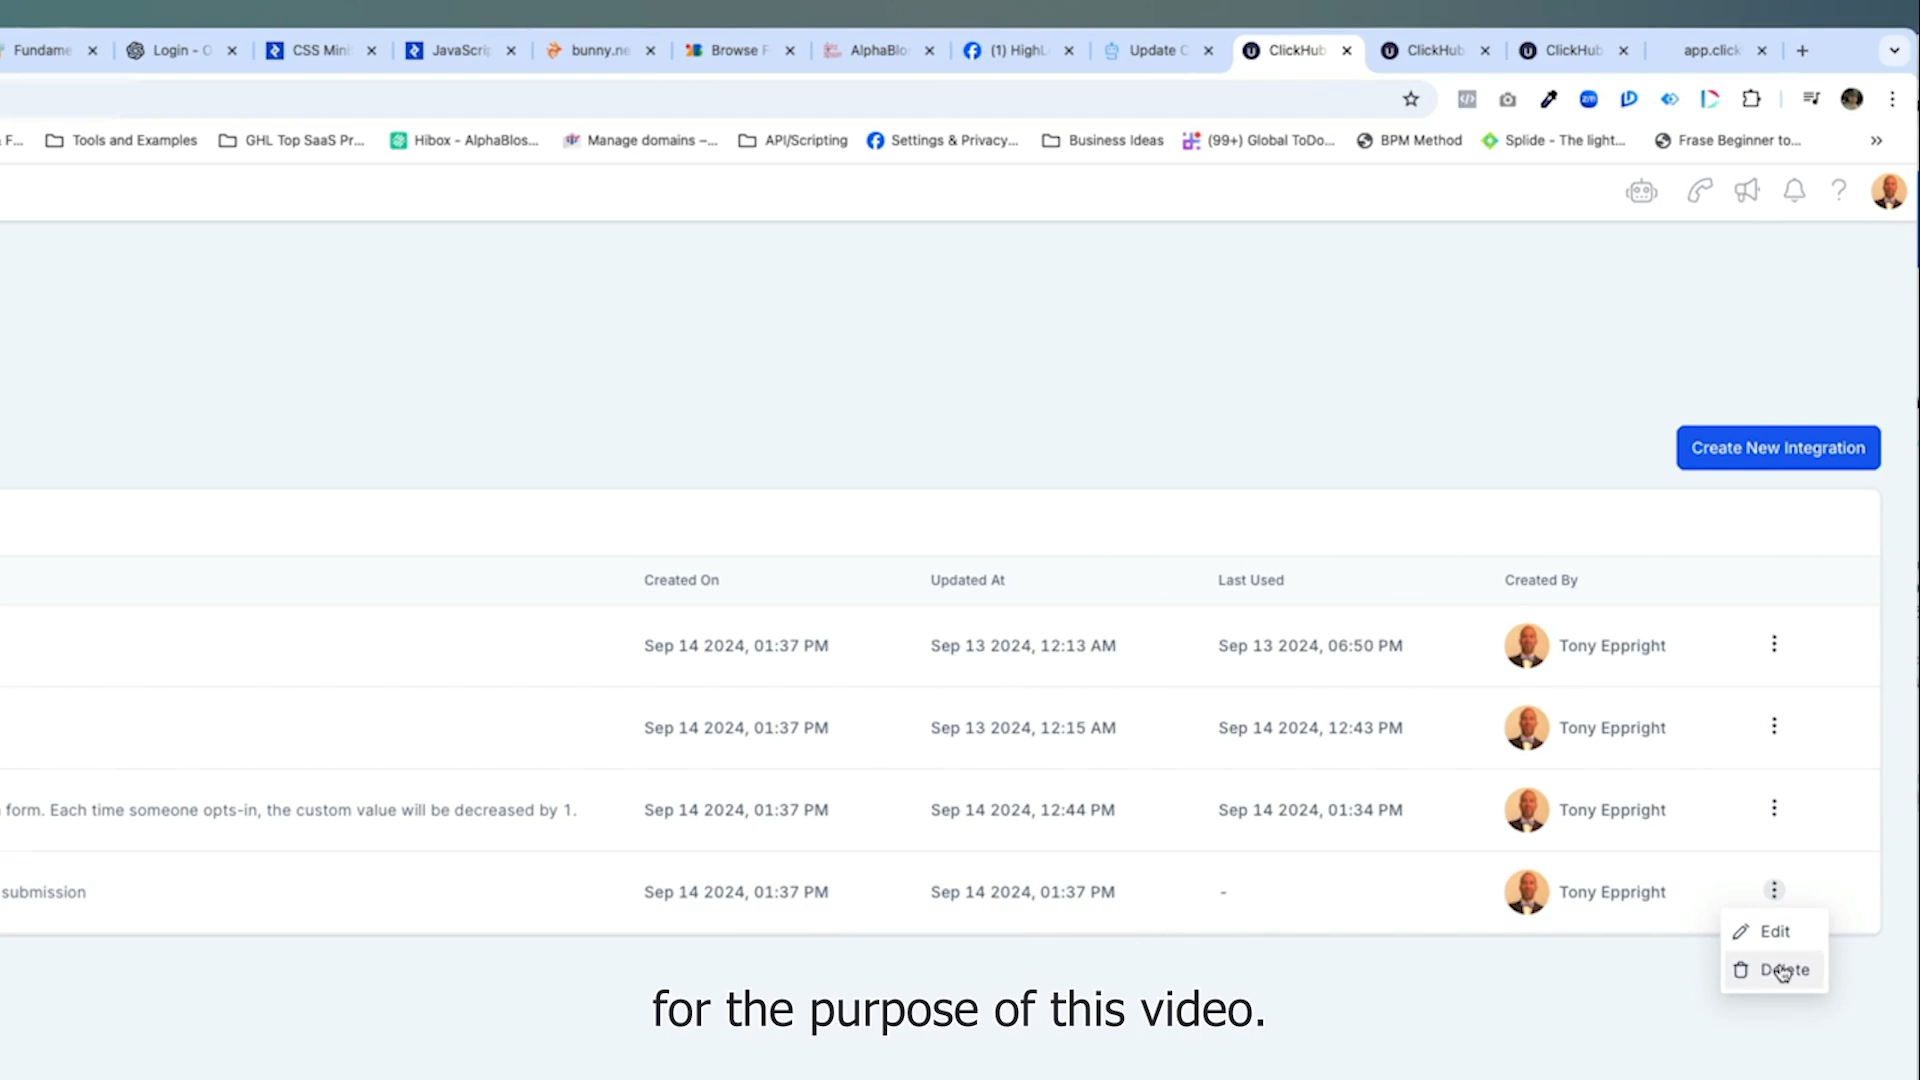 Fundame Login - O CSS Mini JavaScrip bunny.ne Browse F AlphaBlo (1) HighL Update C ClickHub ClickHub ClickHub app.click
F... Tools and Examples GHL Top SaaS Pr... Hibox - AlphaBlos... Manage domains –... API/Scripting Settings & Privacy... Business Ideas (99+) Global ToDo... BPM Method Splide - The light... Frase Beginner to...
Create New Integration
Created On Updated At Last Used Created By
Sep 14 2024, 01:37 PM Sep 13 2024, 12:13 AM Sep 13 2024, 06:50 PM Tony Eppright
Sep 14 2024, 01:37 PM Sep 13 2024, 12:15 AM Sep 14 2024, 12:43 PM Tony Eppright
form. Each time someone opts-in, the custom value will be decreased by 1. Sep 14 2024, 01:37 PM Sep 14 2024, 12:44 PM Sep 14 2024, 01:34 PM Tony Eppright
submission Sep 14 2024, 01:37 PM Sep 14 2024, 01:37 PM - Tony Eppright
Edit
Delete
for the purpose of this video.